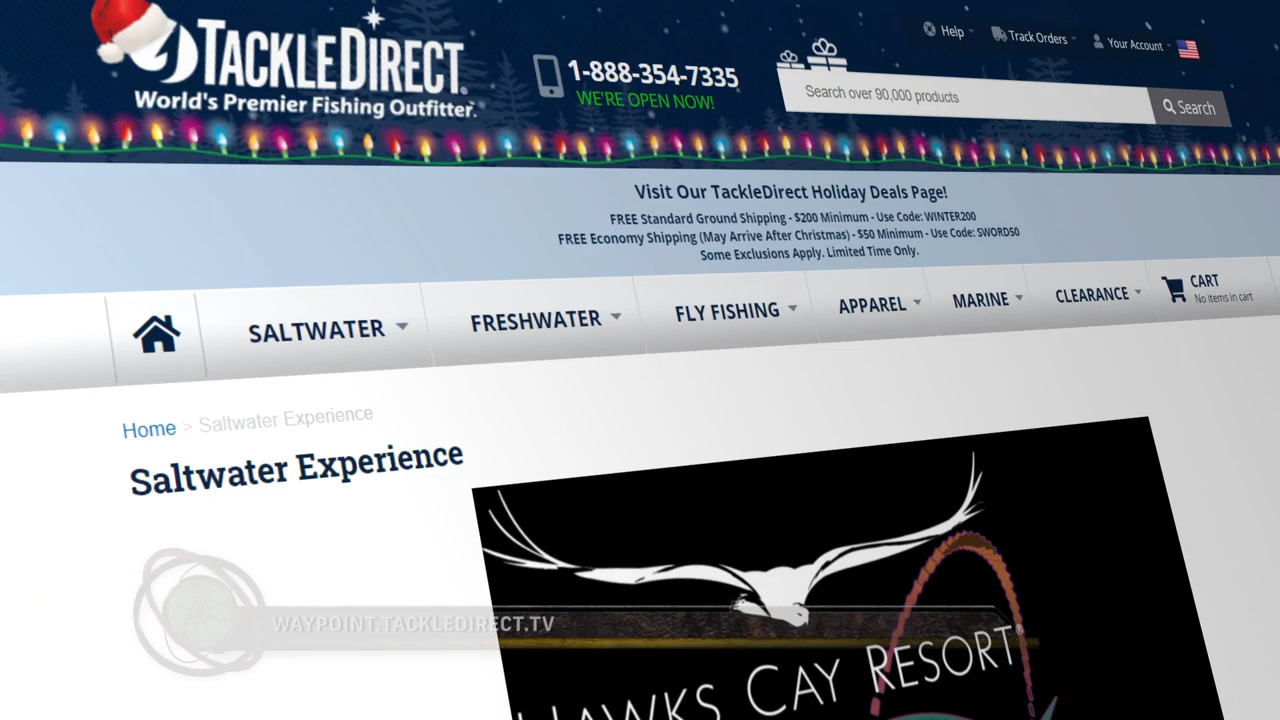 TACKLEDIRECT®
World's Premier Fishing Outfitter.
1-888-354-7335
WE'RE OPEN NOW!
Help
Track Orders
Your Account
Search over 90,000 products
Search
Visit Our TackleDirect Holiday Deals Page!
FREE Standard Ground Shipping - $200 Minimum - Use Code: WINTER200
FREE Economy Shipping (May Arrive After Christmas) - $50 Minimum - Use Code: SWORD50
Some Exclusions Apply. Limited Time Only.
SALTWATER
FRESHWATER
FLY FISHING
APPAREL
MARINE
CLEARANCE
CART
No items in cart
Home > Saltwater Experience
Saltwater Experience
WAYPOINT.TACKLEDIRECT.TV
HAWKS CAY RESORT®